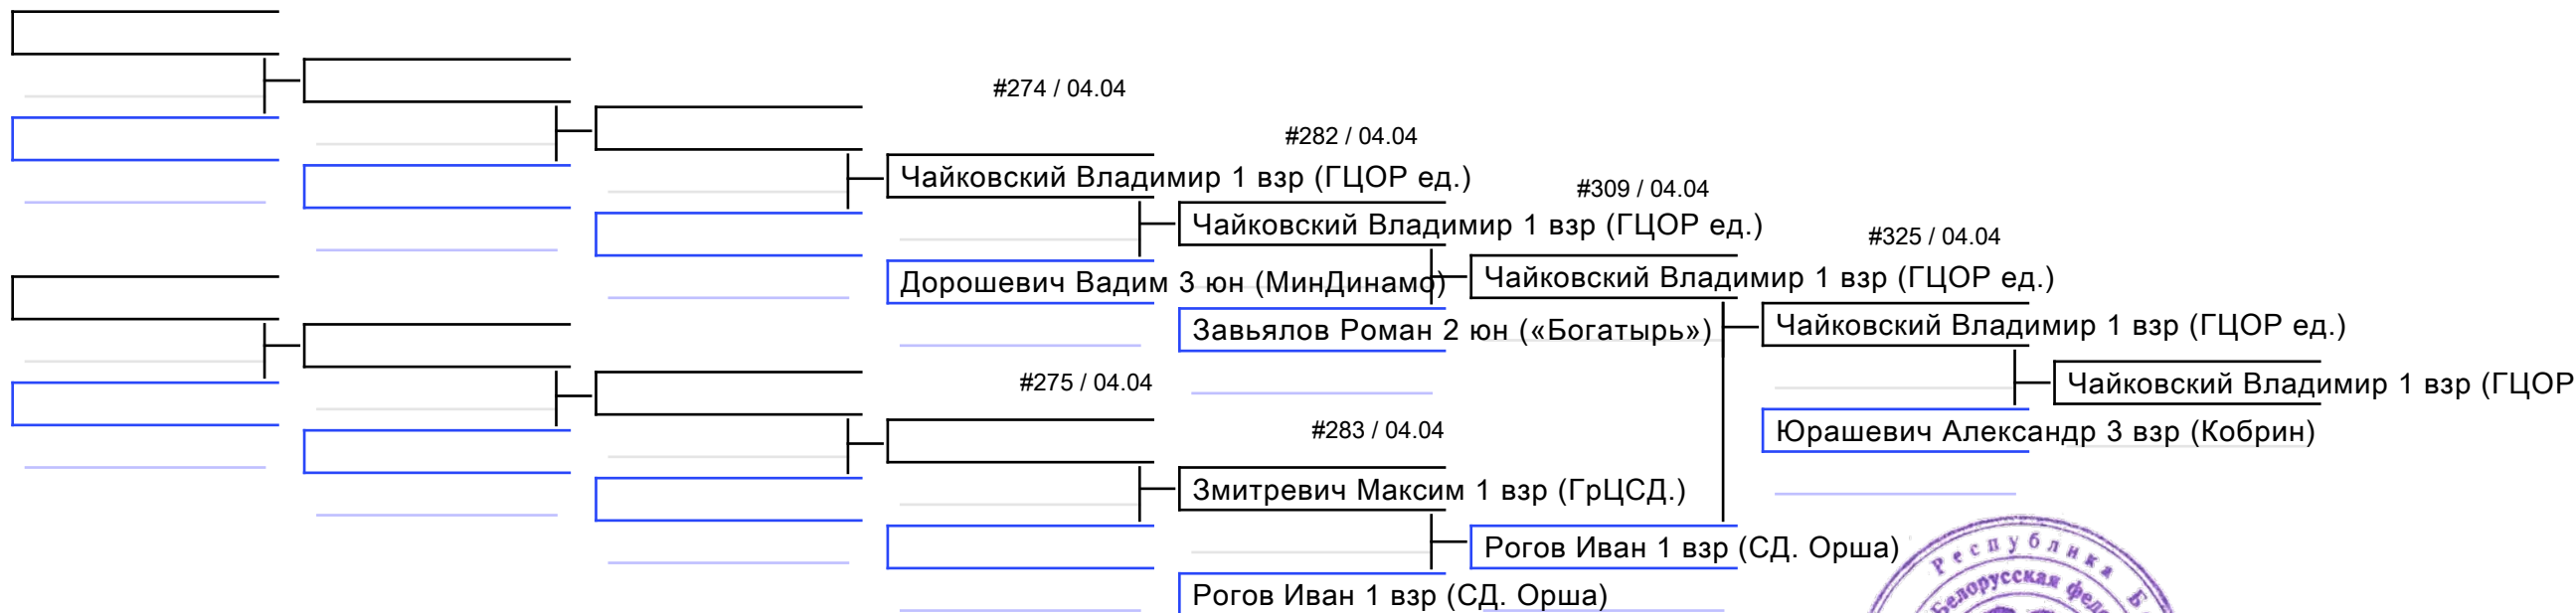 #274 / 04.04
#282 / 04.04
Чайковский Владимир 1 взр (ГЦОР ед.)
#309 / 04.04
Чайковский Владимир 1 взр (ГЦОР ед.)
#325 / 04.04
Дорошевич Вадим 3 юн (МинДинамо)
Чайковский Владимир 1 взр (ГЦОР ед.)
Завьялов Роман 2 юн («Богатырь»)
Чайковский Владимир 1 взр (ГЦОР ед.)
#275 / 04.04
Чайковский Владимир 1 взр (ГЦОР
#283 / 04.04
Юрашевич Александр 3 взр (Кобрин)
Змитревич Максим 1 взр (ГрЦСД.)
Рогов Иван 1 взр (СД. Орша)
Рогов Иван 1 взр (СД. Орша)
Республика Б
Белорусская фед